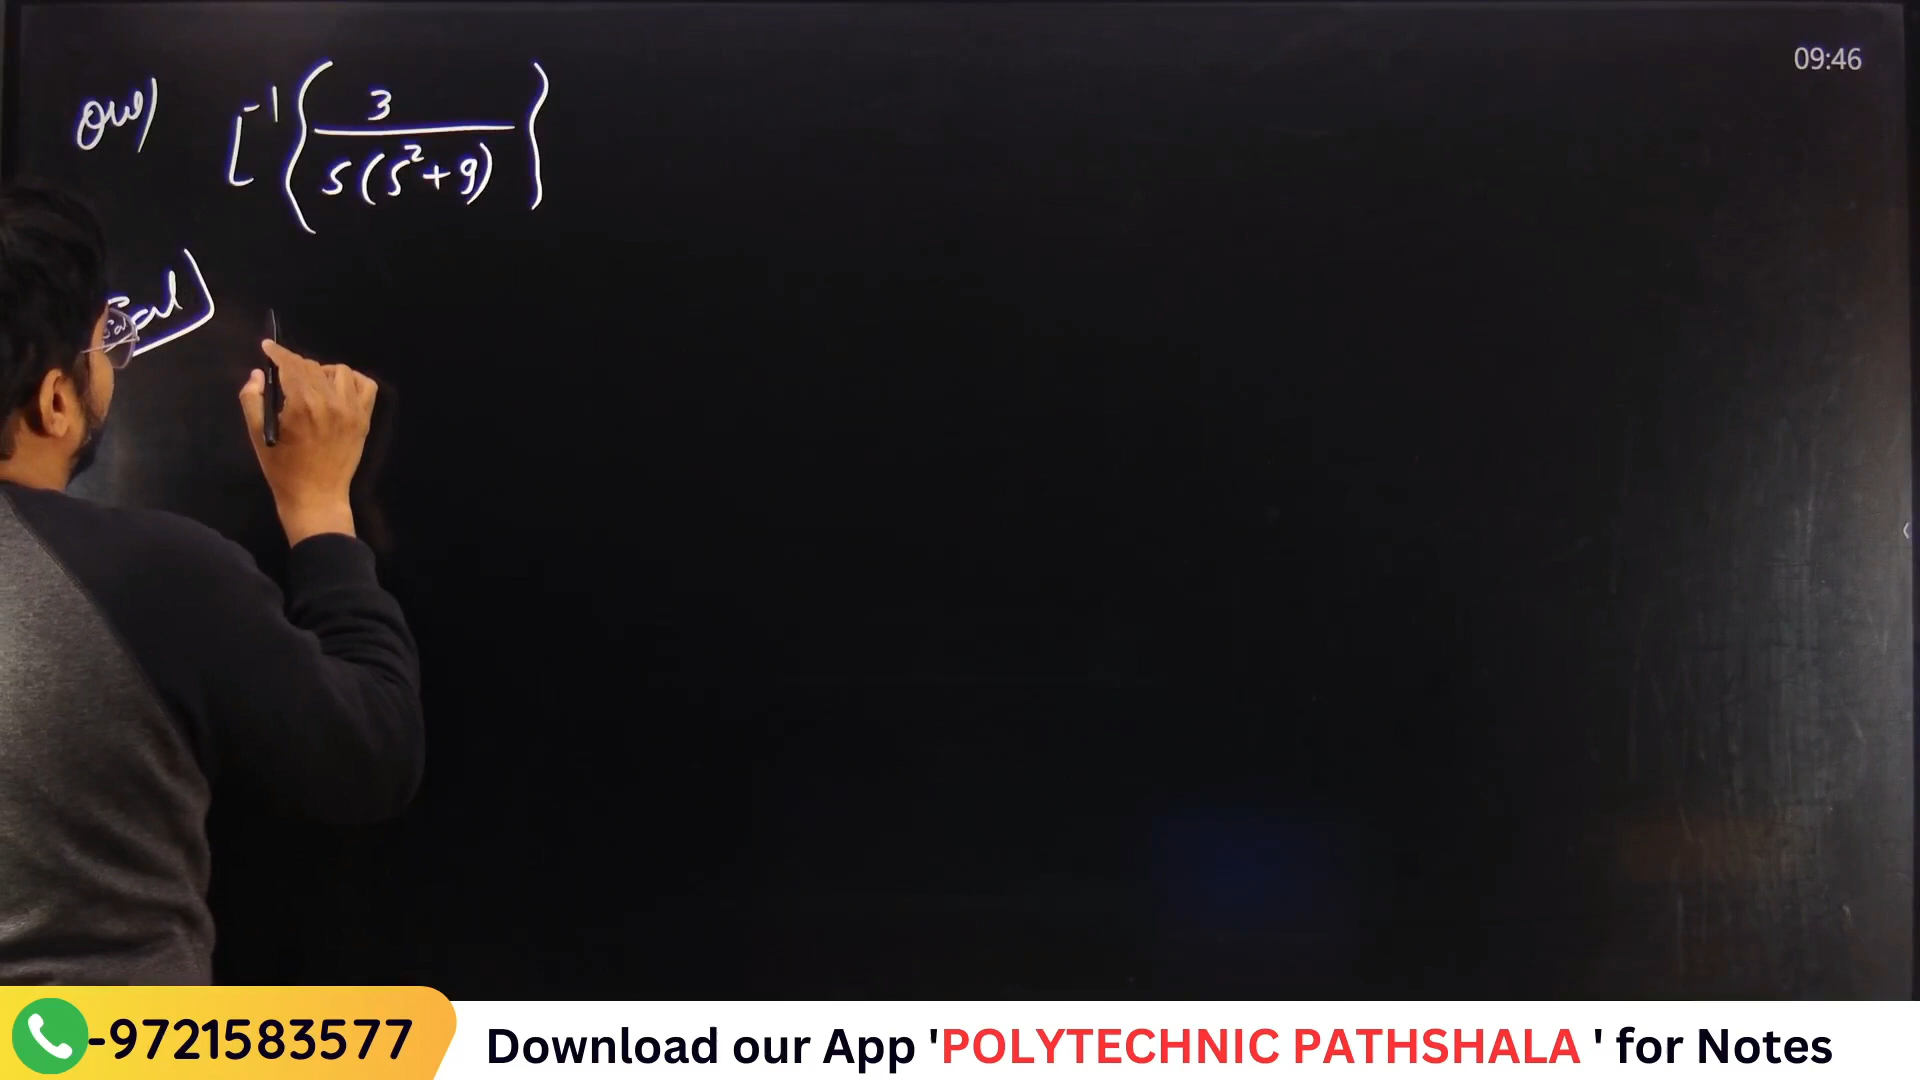 09:46
Que) L⁻¹ { 3 / s(s²+9) }
Sol)
-9721583577 Download our App 'POLYTECHNIC PATHSHALA ' for Notes